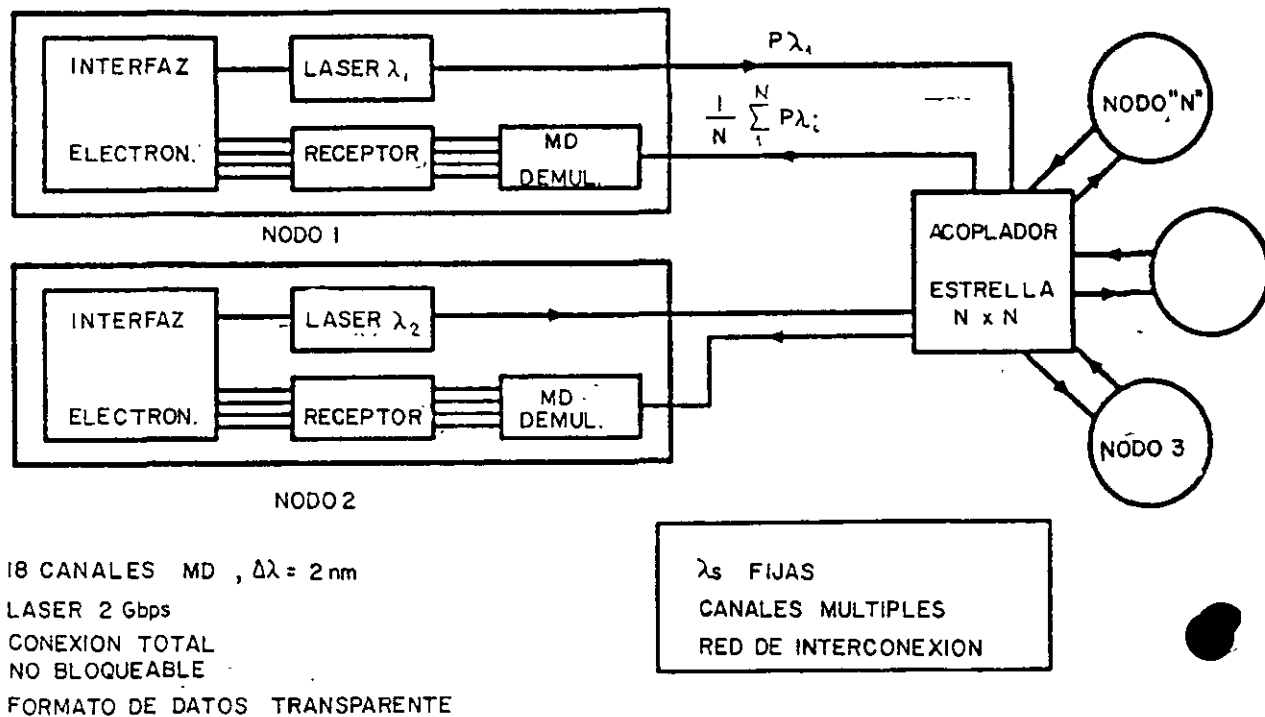 INTERFAZ
ELECTRON.
LASER λ₁
RECEPTOR
MD
DEMUL.
NODO 1
Pλ₁
1/N ∑₁ᴺ Pλᵢ
NODO "N"
ACOPLADOR
ESTRELLA
N x N
NODO 3
INTERFAZ
ELECTRON.
LASER λ₂
RECEPTOR
MD
DEMUL.
NODO 2
18 CANALES MD , Δλ = 2 nm
LASER 2 Gbps
CONEXION TOTAL
NO BLOQUEABLE
FORMATO DE DATOS TRANSPARENTE
λs FIJAS
CANALES MULTIPLES
RED DE INTERCONEXION